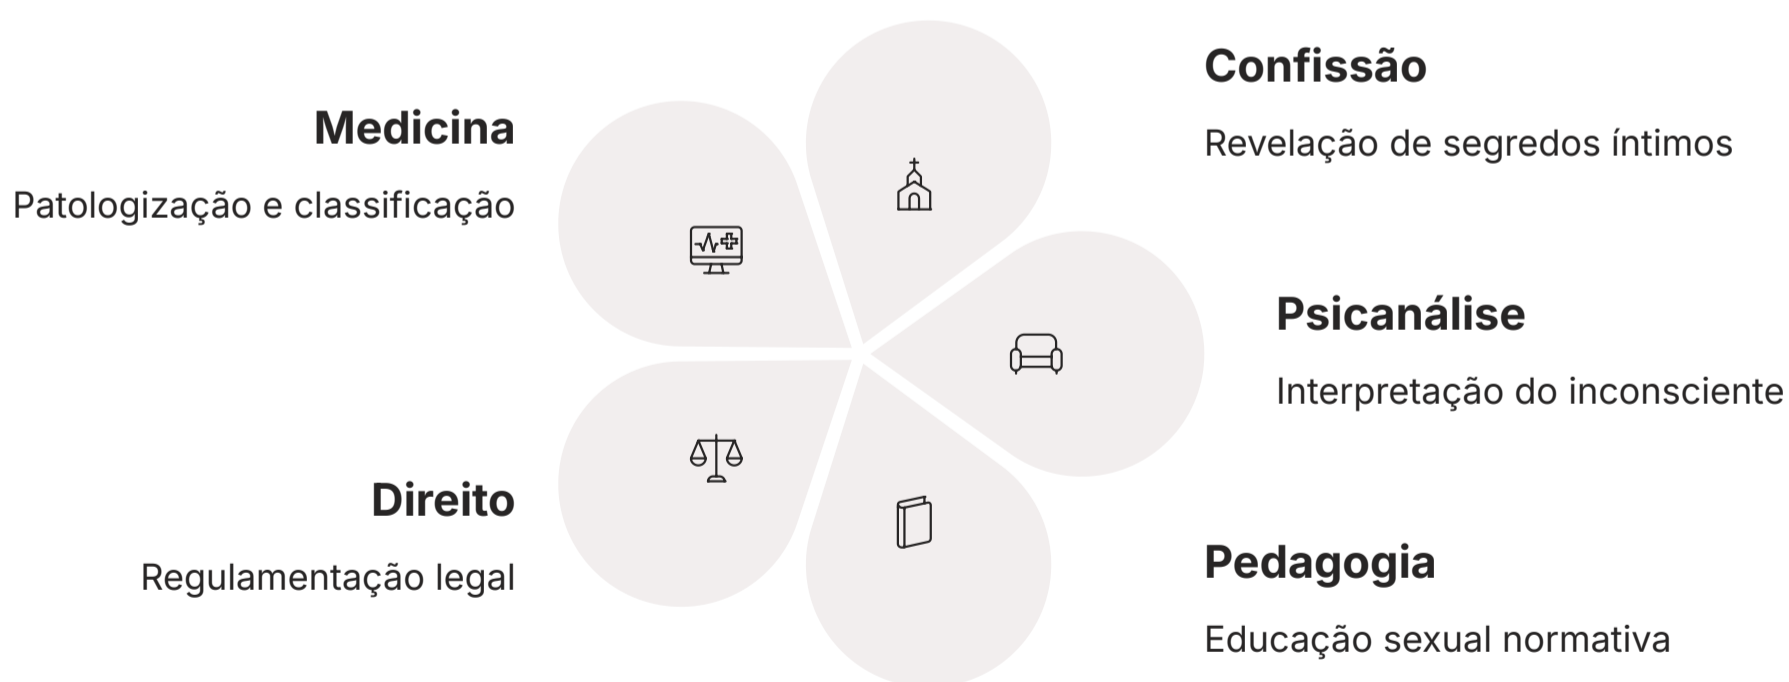 Confissão
Revelação de segredos íntimos
Medicina
Patologização e classificação
Psicanálise
Interpretação do inconsciente
Direito
Regulamentação legal
Pedagogia
Educação sexual normativa